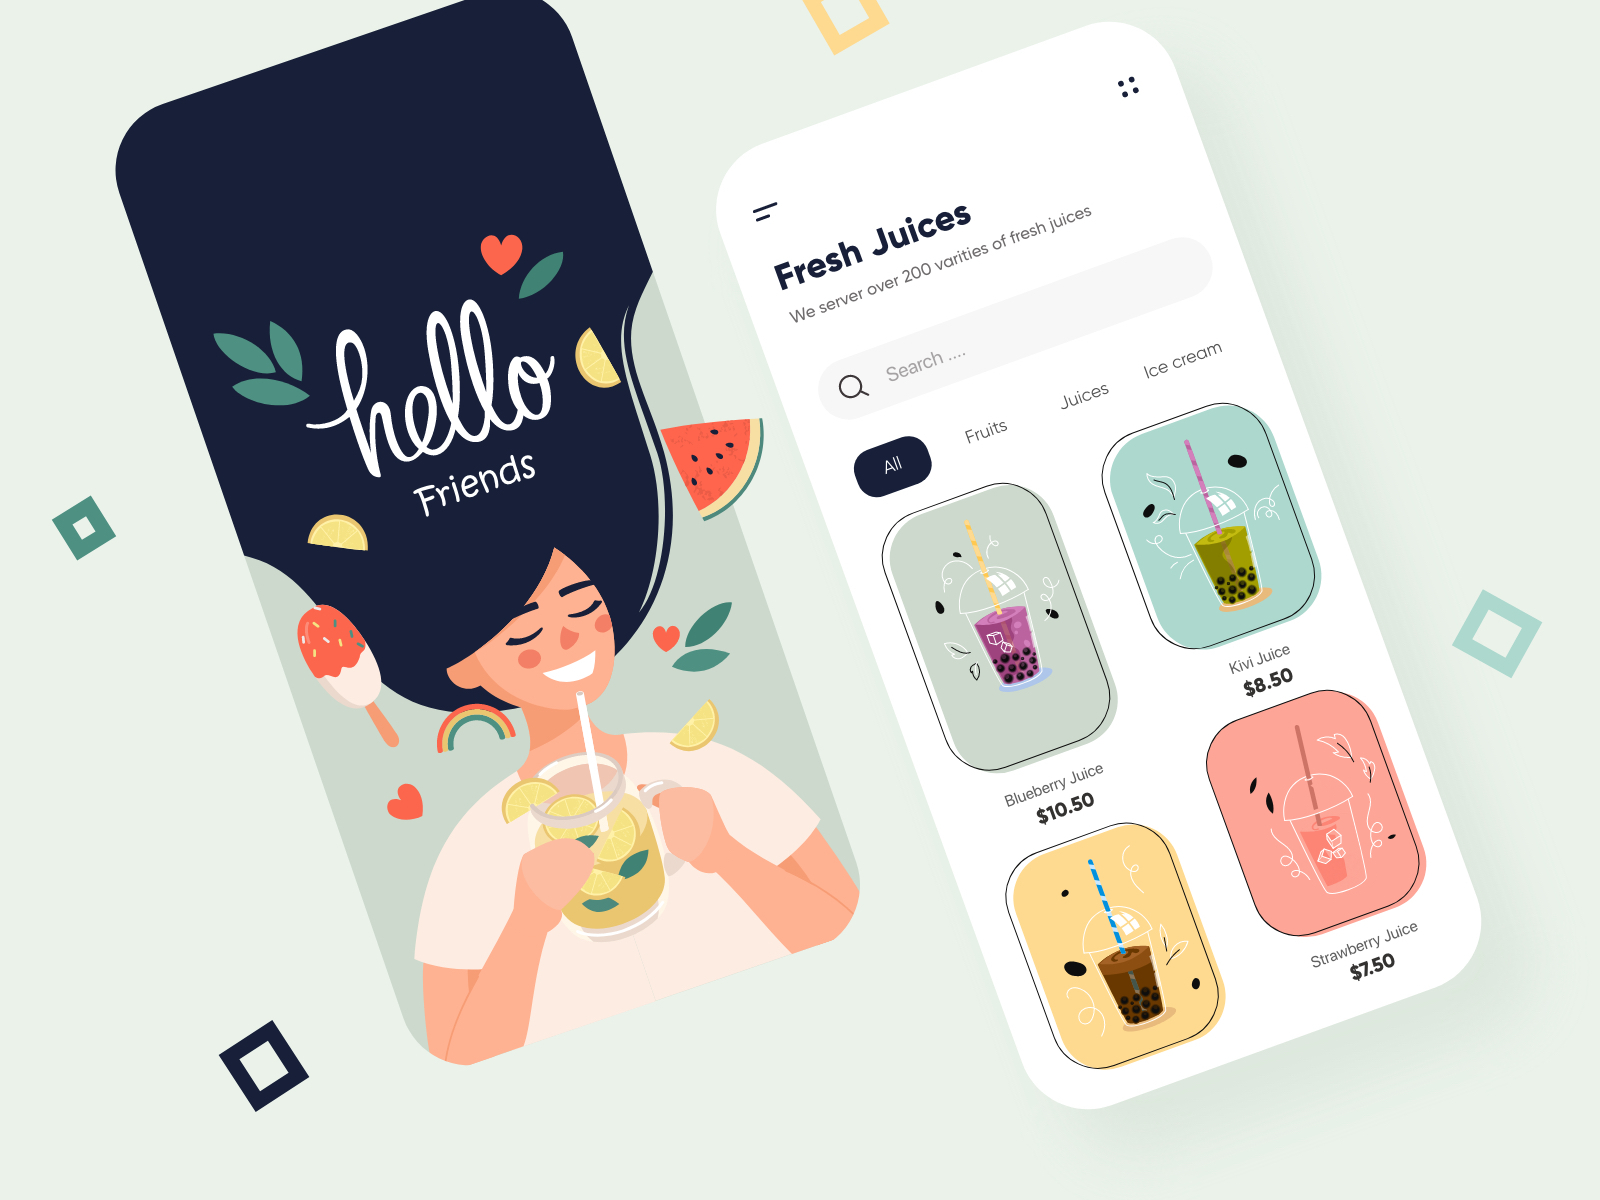 hello
Friends
Fresh Juices
We server over 200 varities of fresh juices
Search ....
All
Fruits
Juices
Ice cream
Blueberry Juice
$10.50
Kivi Juice
$8.50
Strawberry Juice
$7.50